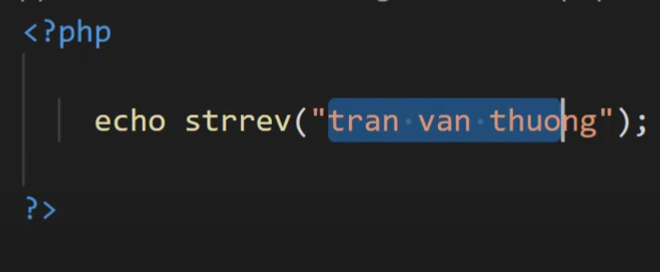 <?php
echo strrev("tran van thuong");
?>